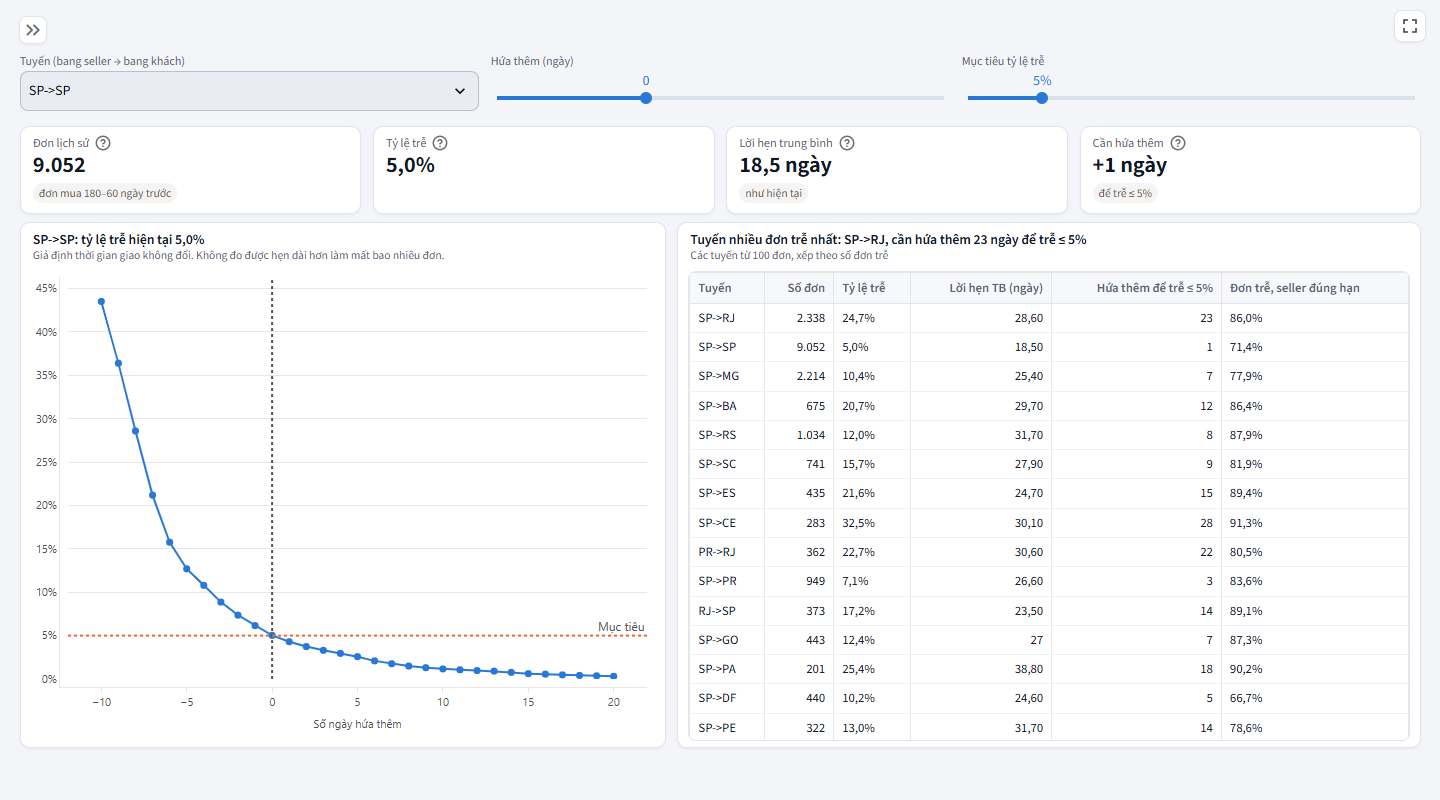 Tuyến (bang seller → bang khách)
SP->SP
Hứa thêm (ngày)
0
Mục tiêu tỷ lệ trễ
5%
Đơn lịch sử
9.052
đơn mua 180–60 ngày trước
Tỷ lệ trễ
5,0%
Lời hẹn trung bình
18,5 ngày
như hiện tại
Cần hứa thêm
+1 ngày
để trễ ≤ 5%
SP->SP: tỷ lệ trễ hiện tại 5,0%
Giả định thời gian giao không đổi. Không đo được hẹn dài hơn làm mất bao nhiêu đơn.
45%
40%
35%
30%
25%
20%
15%
10%
5%
0%
Mục tiêu
−10 −5 0 5 10 15 20
Số ngày hứa thêm
Tuyến nhiều đơn trễ nhất: SP->RJ, cần hứa thêm 23 ngày để trễ ≤ 5%
Các tuyến từ 100 đơn, xếp theo số đơn trễ
Tuyến Số đơn Tỷ lệ trễ Lời hẹn TB (ngày) Hứa thêm để trễ ≤ 5% Đơn trễ, seller đúng hạn
SP->RJ 2.338 24,7% 28,60 23 86,0%
SP->SP 9.052 5,0% 18,50 1 71,4%
SP->MG 2.214 10,4% 25,40 7 77,9%
SP->BA 675 20,7% 29,70 12 86,4%
SP->RS 1.034 12,0% 31,70 8 87,9%
SP->SC 741 15,7% 27,90 9 81,9%
SP->ES 435 21,6% 24,70 15 89,4%
SP->CE 283 32,5% 30,10 28 91,3%
PR->RJ 362 22,7% 30,60 22 80,5%
SP->PR 949 7,1% 26,60 3 83,6%
RJ->SP 373 17,2% 23,50 14 89,1%
SP->GO 443 12,4% 27 7 87,3%
SP->PA 201 25,4% 38,80 18 90,2%
SP->DF 440 10,2% 24,60 5 66,7%
SP->PE 322 13,0% 31,70 14 78,6%